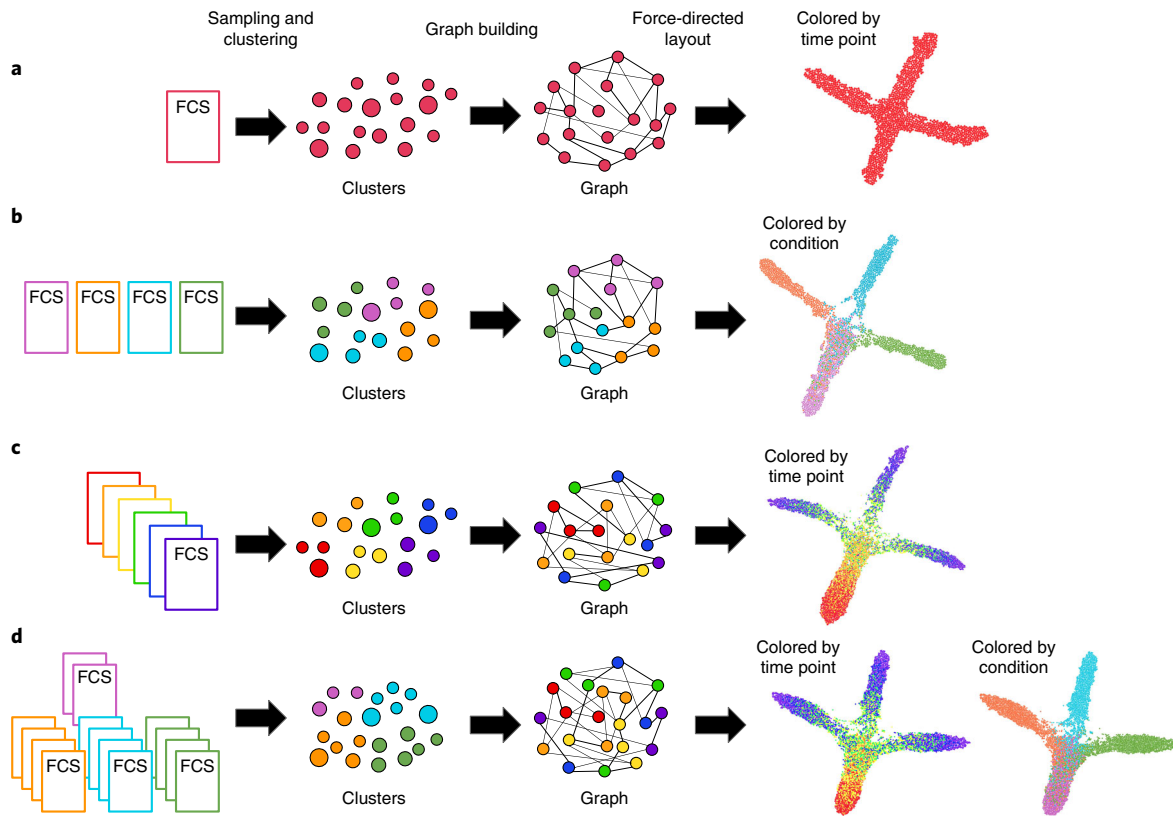 Sampling and
clustering
Graph building
Force-directed
layout
Colored by
time point
a
FCS
Clusters
Graph
b
Colored by
condition
FCS FCS FCS FCS
Clusters
Graph
c
Colored by
time point
FCS
Clusters
Graph
d
Colored by
time point
Colored by
condition
FCS
FCS FCS FCS
Clusters
Graph